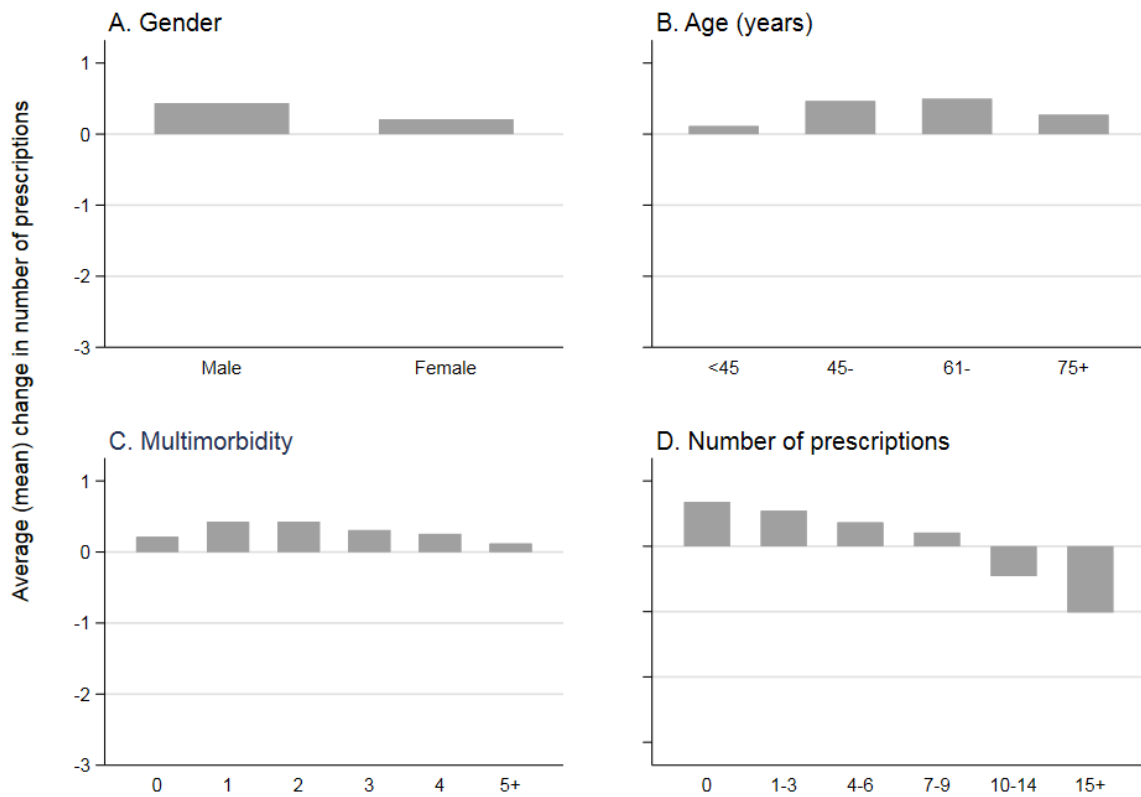 A. Gender
B. Age (years)
Average (mean) change in number of prescriptions
1
0
-1
-2
-3
Male Female
<45 45- 61- 75+
C. Multimorbidity
D. Number of prescriptions
1
0
-1
-2
-3
0 1 2 3 4 5+
0 1-3 4-6 7-9 10-14 15+